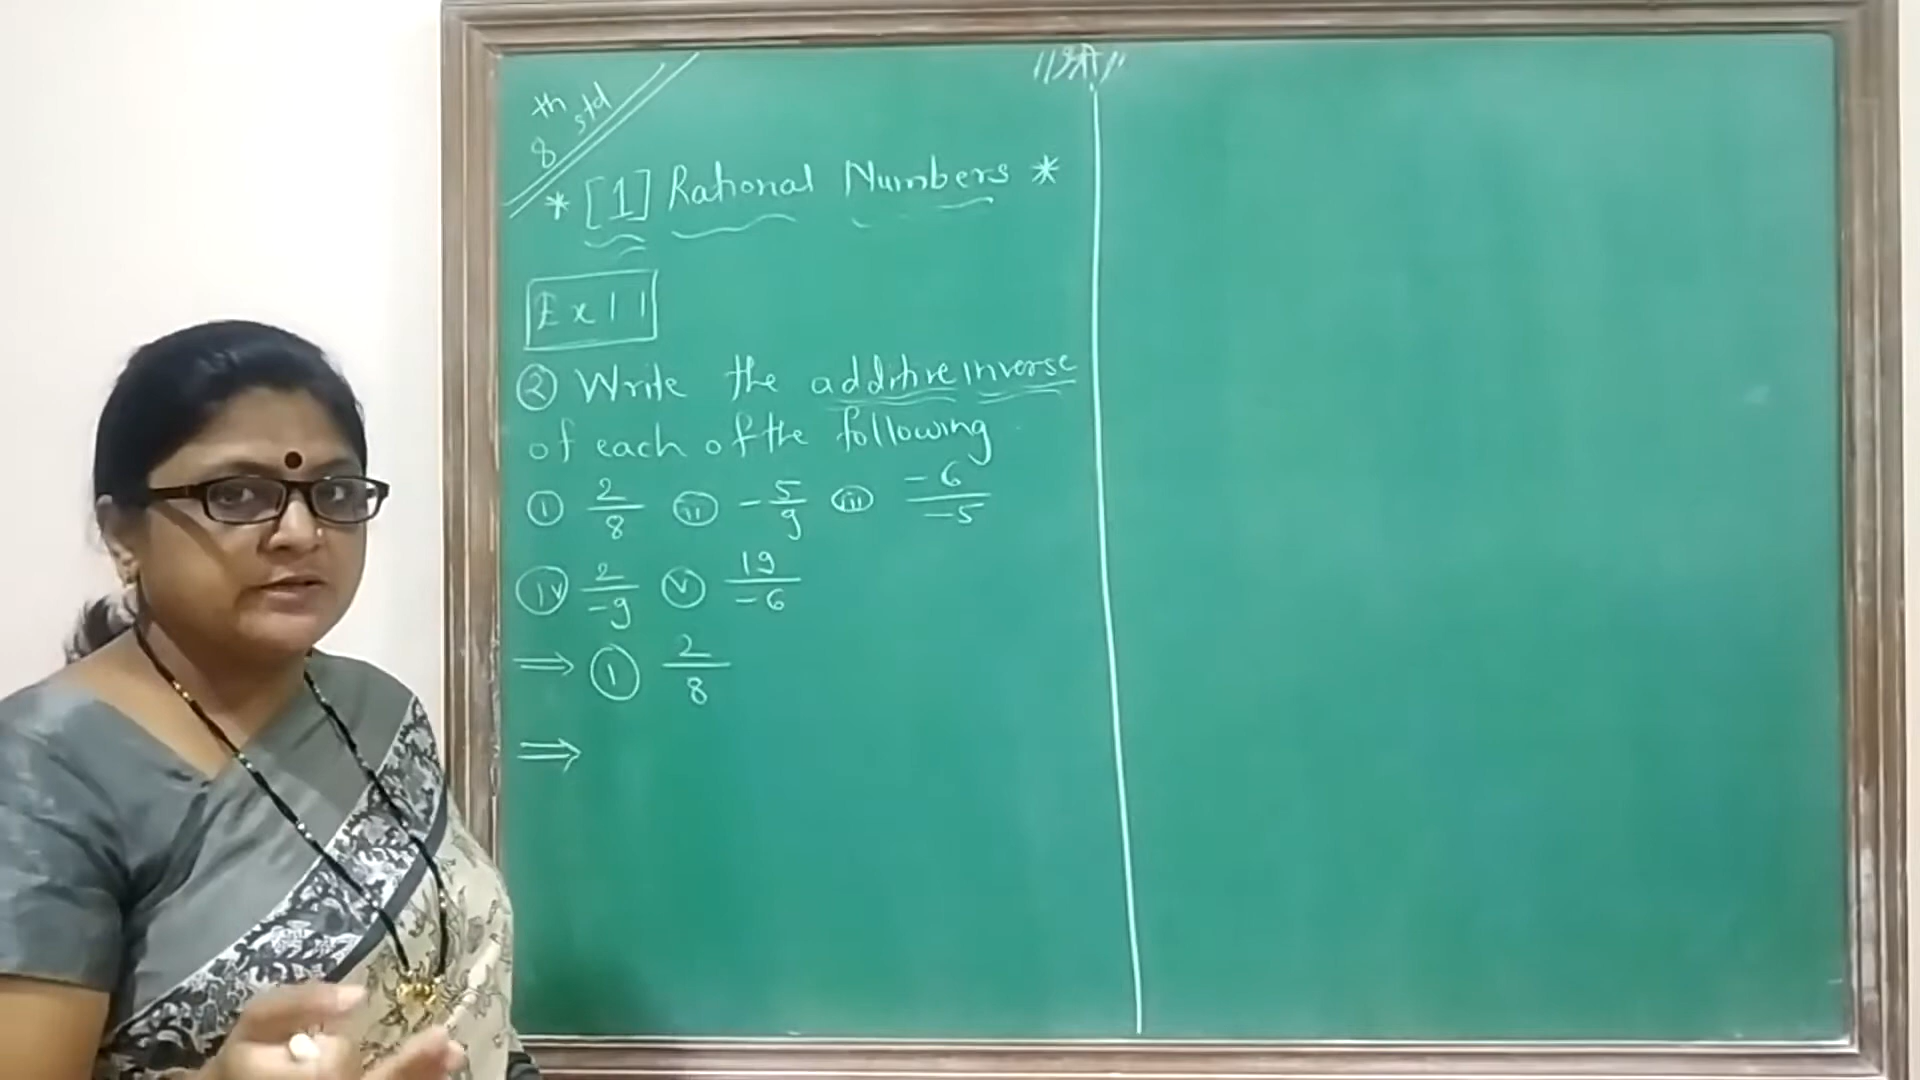 8th std
॥श्री॥
* [1] Rational Numbers *
Ex 1.1
② Write the additive inverse
of each of the following
ⓘ 2/8 ⓘⓘ -5/9 ⓘⓘⓘ -6/-5
ⓘⓥ 2/-9 ⓥ 19/-6
⇒ ⓘ 2/8
⇒